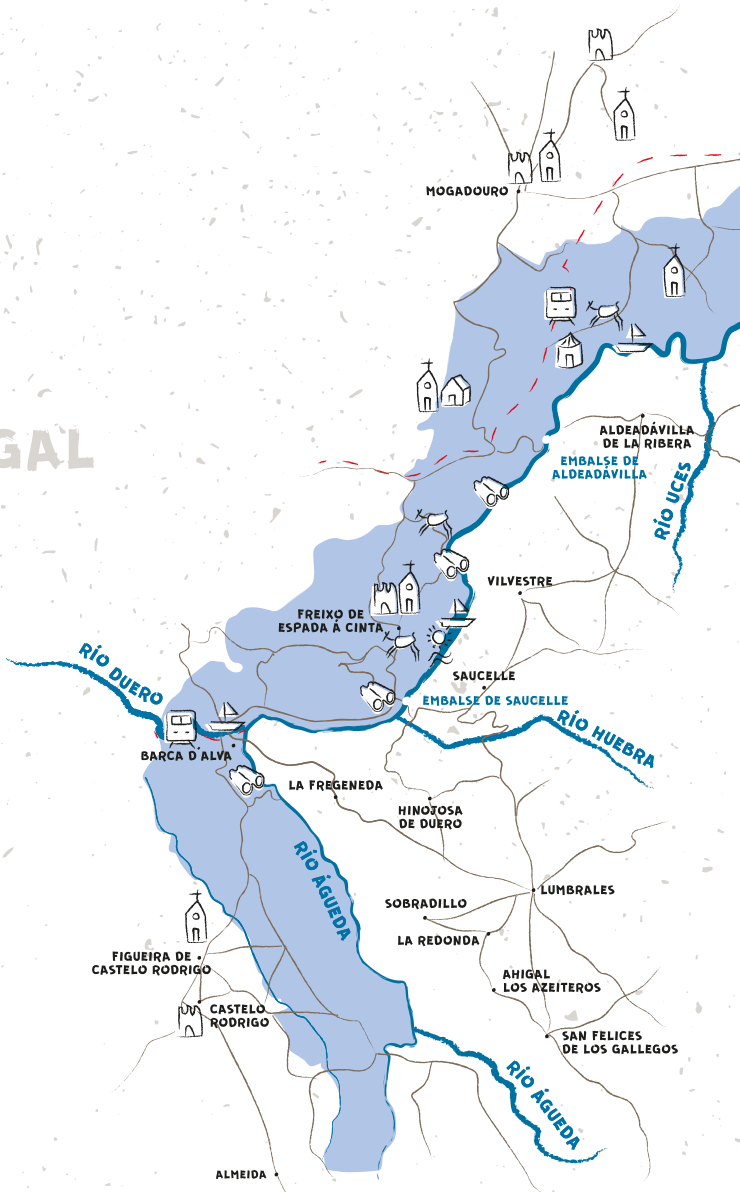 MOGADOURO
ALDEADÁVILLA
DE LA RIBERA
GAL
EMBALSE DE
ALDEADÁVILLA
RÍO UCES
VILVESTRE
FREIXO DE
ESPADA À CINTA
RÍO DUERO
SAUCELLE
EMBALSE DE SAUCELLE
RÍO HUEBRA
BARCA D'ALVA
LA FREGENEDA
HINOJOSA
DE DUERO
RÍO ÁGUEDA
LUMBRALES
SOBRADILLO
LA REDONDA
FIGUEIRA DE
CASTELO RODRIGO
AHIGAL
LOS AZEITEROS
CASTELO
RODRIGO
SAN FELICES
DE LOS GALLEGOS
RÍO ÁGUEDA
ALMEIDA